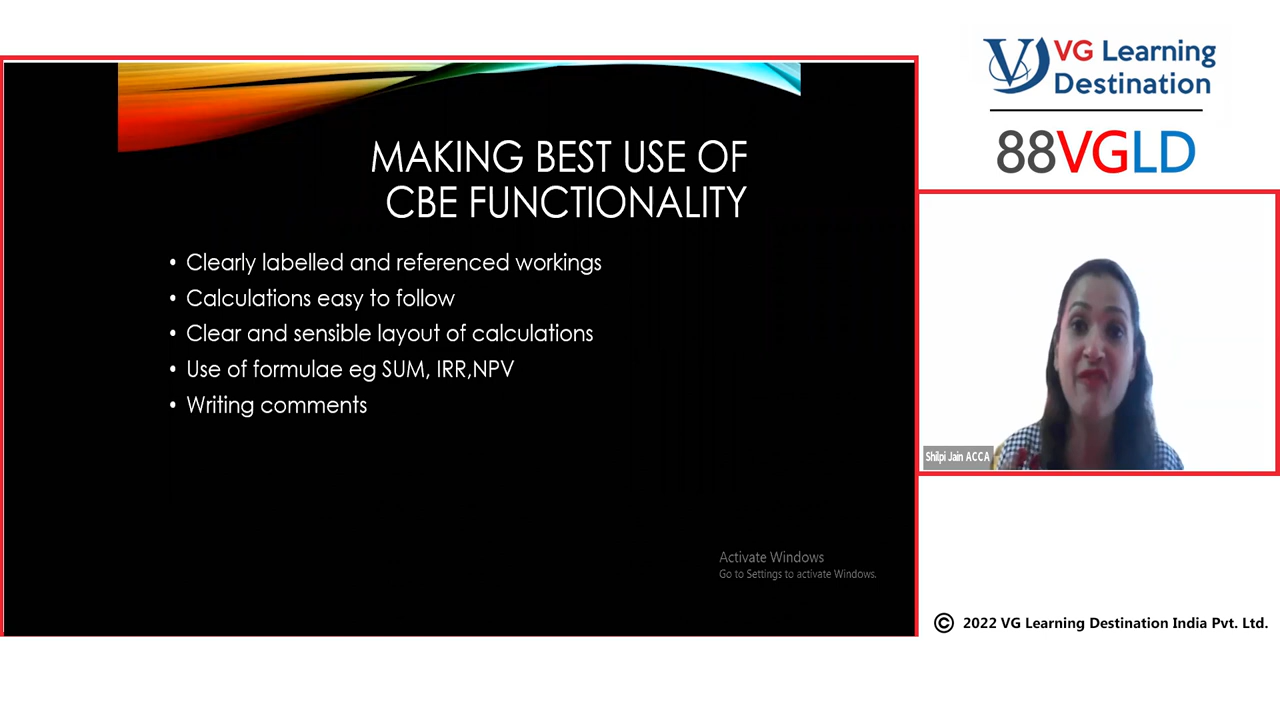 MAKING BEST USE OF
CBE FUNCTIONALITY
• Clearly labelled and referenced workings
• Calculations easy to follow
• Clear and sensible layout of calculations
• Use of formulae eg SUM, IRR,NPV
• Writing comments
Activate Windows
Go to Settings to activate Windows.
VG Learning
Destination
88VGLD
Shilpi Jain ACCA
© 2022 VG Learning Destination India Pvt. Ltd.